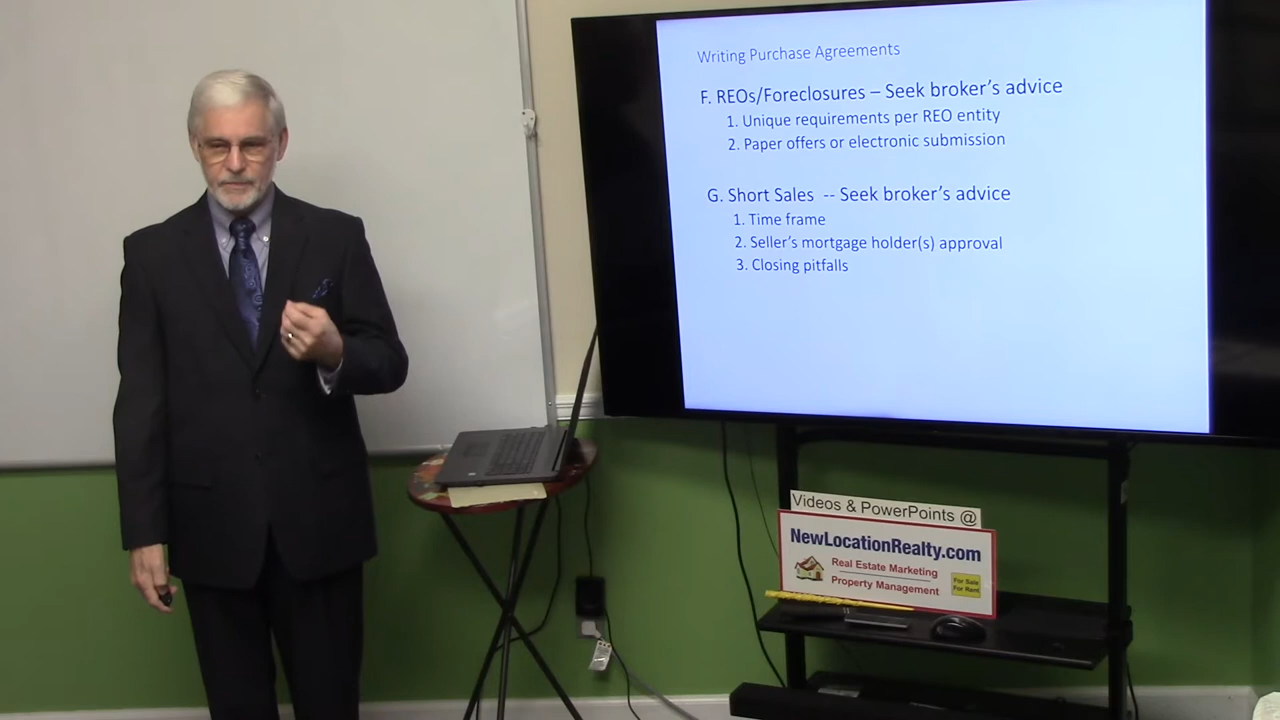 Writing Purchase Agreements
F. REOs/Foreclosures – Seek broker's advice
1. Unique requirements per REO entity
2. Paper offers or electronic submission
G. Short Sales -- Seek broker's advice
1. Time frame
2. Seller's mortgage holder(s) approval
3. Closing pitfalls
Videos & PowerPoints @
NewLocationRealty.com
Real Estate Marketing
Property Management
For Sale
For Rent